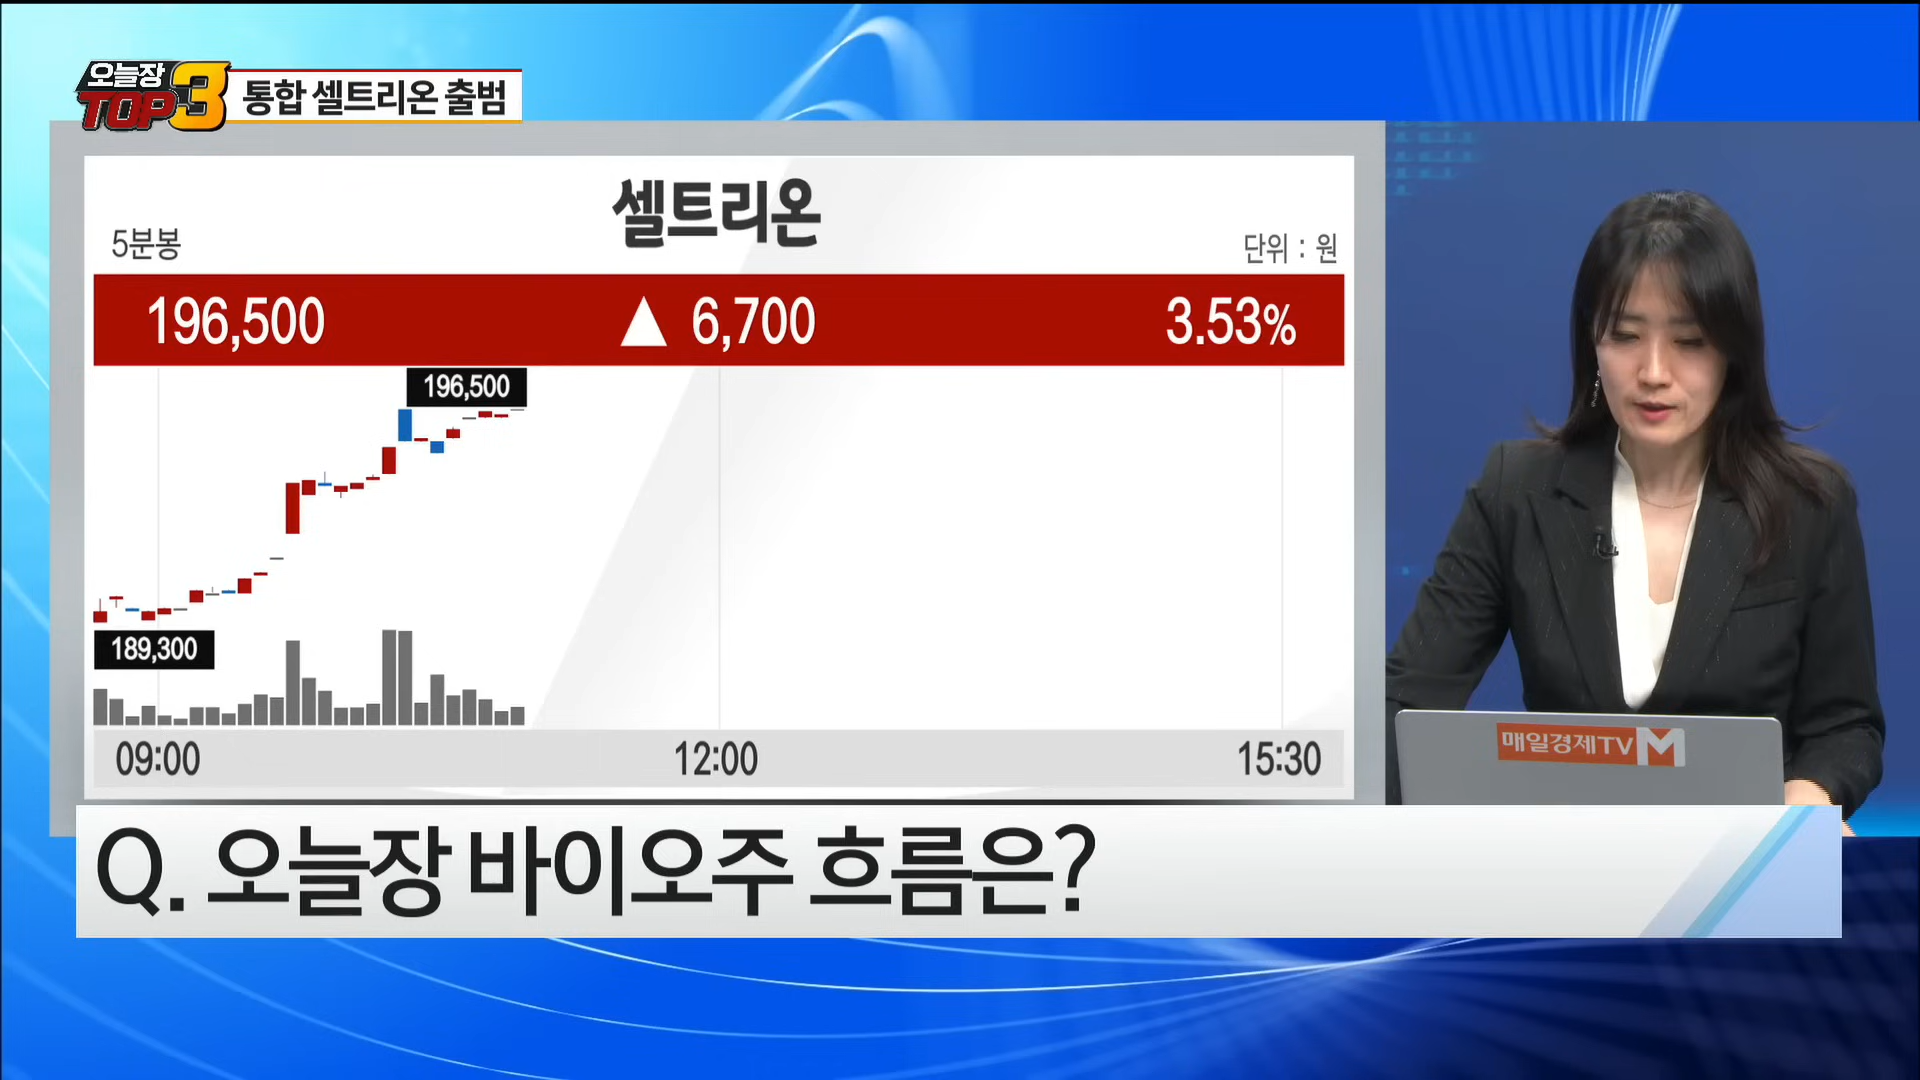 오늘장
TOP3
통합 셀트리온 출범
셀트리온
5분봉
단위 : 원
196,500 ▲ 6,700 3.53%
196,500
189,300
09:00 12:00 15:30
매일경제TV M
Q. 오늘장 바이오주 흐름은?